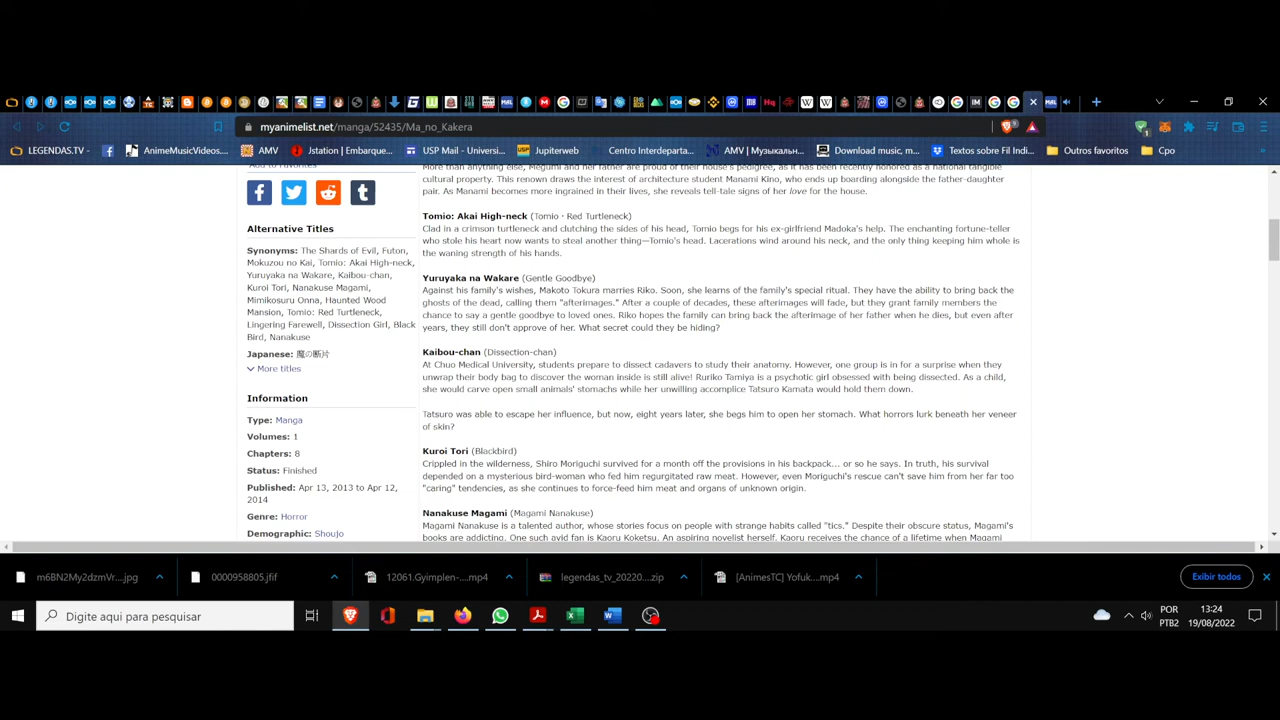 myanimelist.net/manga/52435/Ma_no_Kakera
9
1
LEGENDAS.TV -
AnimeMusicVideos...
AMV
Jstation | Embarque...
USP Mail - Universi...
Jupiterweb
Centro Interdeparta...
AMV | Музыкальн...
Download music, m...
Textos sobre Fil Indi...
Outros favoritos
Cpo
Add to Favorites
Alternative Titles
Synonyms: The Shards of Evil, Futon,
Mokuzou no Kai, Tomio: Akai High-neck,
Yuruyaka na Wakare, Kaibou-chan,
Kuroi Tori, Nanakuse Magami,
Mimikosuru Onna, Haunted Wood
Mansion, Tomio: Red Turtleneck,
Lingering Farewell, Dissection Girl, Black
Bird, Nanakuse
Japanese: 魔の断片
More titles
Information
Type: Manga
Volumes: 1
Chapters: 8
Status: Finished
Published: Apr 13, 2013 to Apr 12,
2014
Genre: Horror
Demographic: Shoujo
More than anything else, Megumi and her father are proud of their house's pedigree, as it has been recently honored as a national tangible
cultural property. This renown draws the interest of architecture student Manami Kino, who ends up boarding alongside the father-daughter
pair. As Manami becomes more ingrained in their lives, she reveals tell-tale signs of her love for the house.
Tomio: Akai High-neck (Tomio · Red Turtleneck)
Clad in a crimson turtleneck and clutching the sides of his head, Tomio begs for his ex-girlfriend Madoka's help. The enchanting fortune-teller
who stole his heart now wants to steal another thing—Tomio's head. Lacerations wind around his neck, and the only thing keeping him whole is
the waning strength of his hands.
Yuruyaka na Wakare (Gentle Goodbye)
Against his family's wishes, Makoto Tokura marries Riko. Soon, she learns of the family's special ritual. They have the ability to bring back the
ghosts of the dead, calling them "afterimages." After a couple of decades, these afterimages will fade, but they grant family members the
chance to say a gentle goodbye to loved ones. Riko hopes the family can bring back the afterimage of her father when he dies, but even after
years, they still don't approve of her. What secret could they be hiding?
Kaibou-chan (Dissection-chan)
At Chuo Medical University, students prepare to dissect cadavers to study their anatomy. However, one group is in for a surprise when they
unwrap their body bag to discover the woman inside is still alive! Ruriko Tamiya is a psychotic girl obsessed with being dissected. As a child,
she would carve open small animals' stomachs while her unwilling accomplice Tatsuro Kamata would hold them down.
Tatsuro was able to escape her influence, but now, eight years later, she begs him to open her stomach. What horrors lurk beneath her veneer
of skin?
Kuroi Tori (Blackbird)
Crippled in the wilderness, Shiro Moriguchi survived for a month off the provisions in his backpack... or so he says. In truth, his survival
depended on a mysterious bird-woman who fed him regurgitated raw meat. However, even Moriguchi's rescue can't save him from her far too
"caring" tendencies, as she continues to force-feed him meat and organs of unknown origin.
Nanakuse Magami (Magami Nanakuse)
Magami Nanakuse is a talented author, whose stories focus on people with strange habits called "tics." Despite their obscure status, Magami's
books are addicting. One such avid fan is Kaoru Koketsu. An aspiring novelist herself, Kaoru receives the chance of a lifetime when Magami
m6BN2My2dzmVr....jpg
0000958805.jfif
12061.Gyimplen-....mp4
legendas_tv_20220...zip
[AnimesTC] Yofuk....mp4
Exibir todos
Digite aqui para pesquisar
POR
PTB2
13:24
19/08/2022